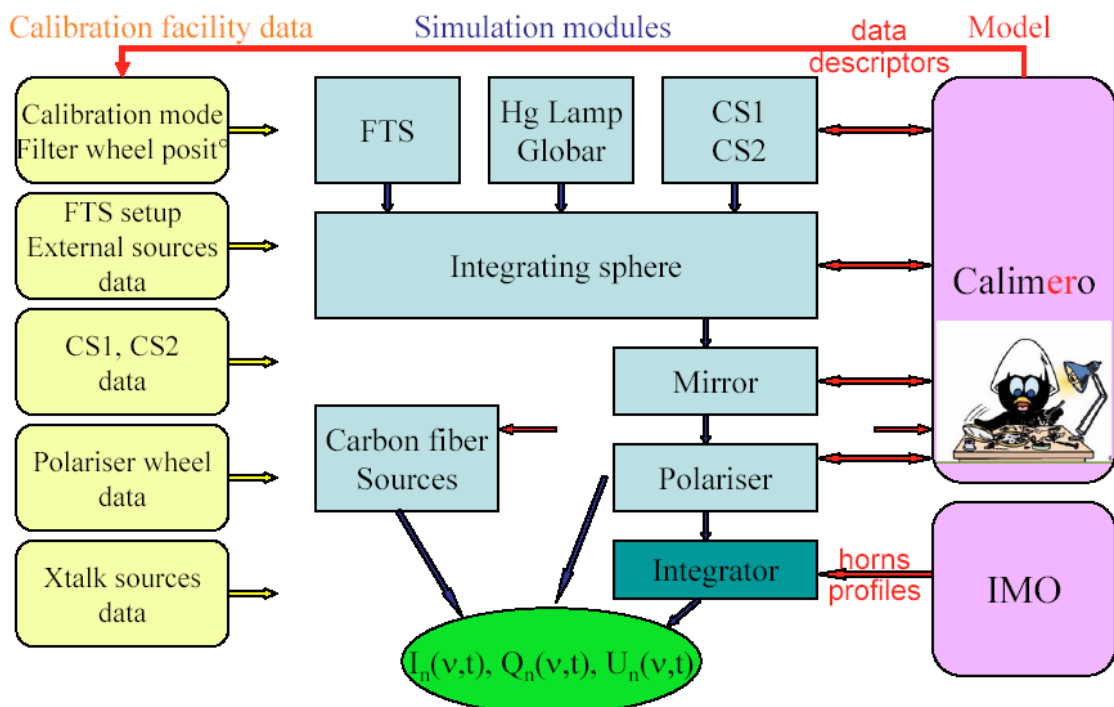 Calibration facility data
Simulation modules
data
descriptors
Model
Calibration mode
Filter wheel posit°
FTS
Hg Lamp
Globar
CS1
CS2
FTS setup
External sources
data
Integrating sphere
Calimero
CS1, CS2
data
Mirror
Carbon fiber
Sources
Polariser wheel
data
Polariser
Xtalk sources
data
Integrator
horns
profiles
IMO
Iₙ(ν,t), Qₙ(ν,t), Uₙ(ν,t)